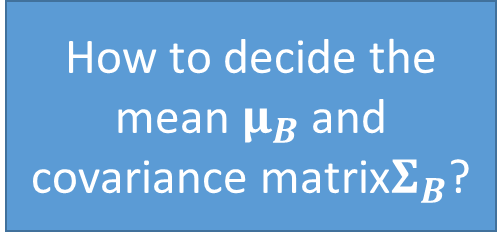 How to decide the
mean μ_B and
covariance matrixΣ_B?